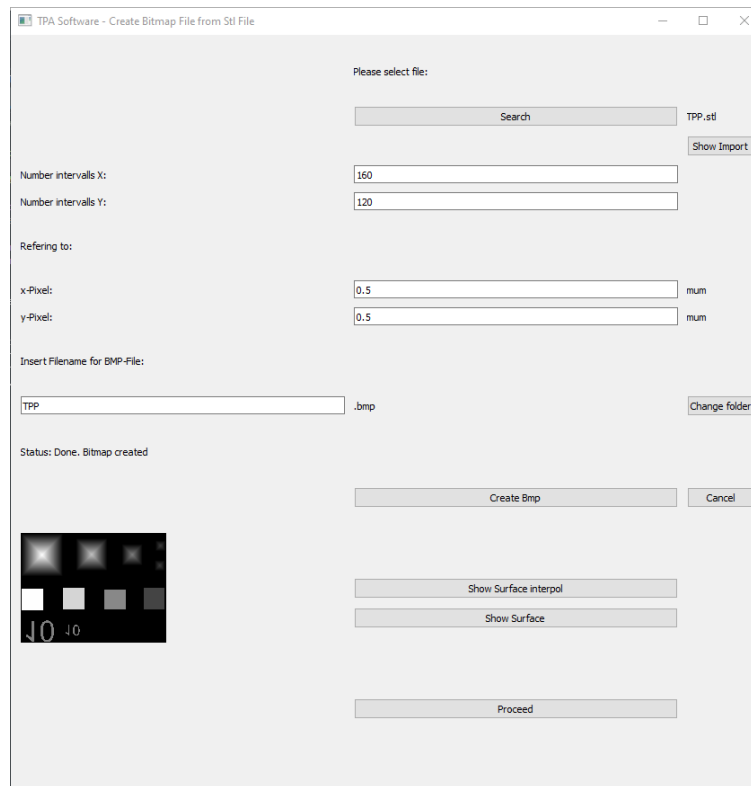 TPA Software - Create Bitmap File from Stl File
Please select file:
Search TPP.stl
Show Import
Number intervalls X: 160
Number intervalls Y: 120
Refering to:
x-Pixel: 0.5 mum
y-Pixel: 0.5 mum
Insert Filename for BMP-File:
TPP .bmp Change folder
Status: Done. Bitmap created
Create Bmp Cancel
Show Surface interpol
Show Surface
10 10
Proceed